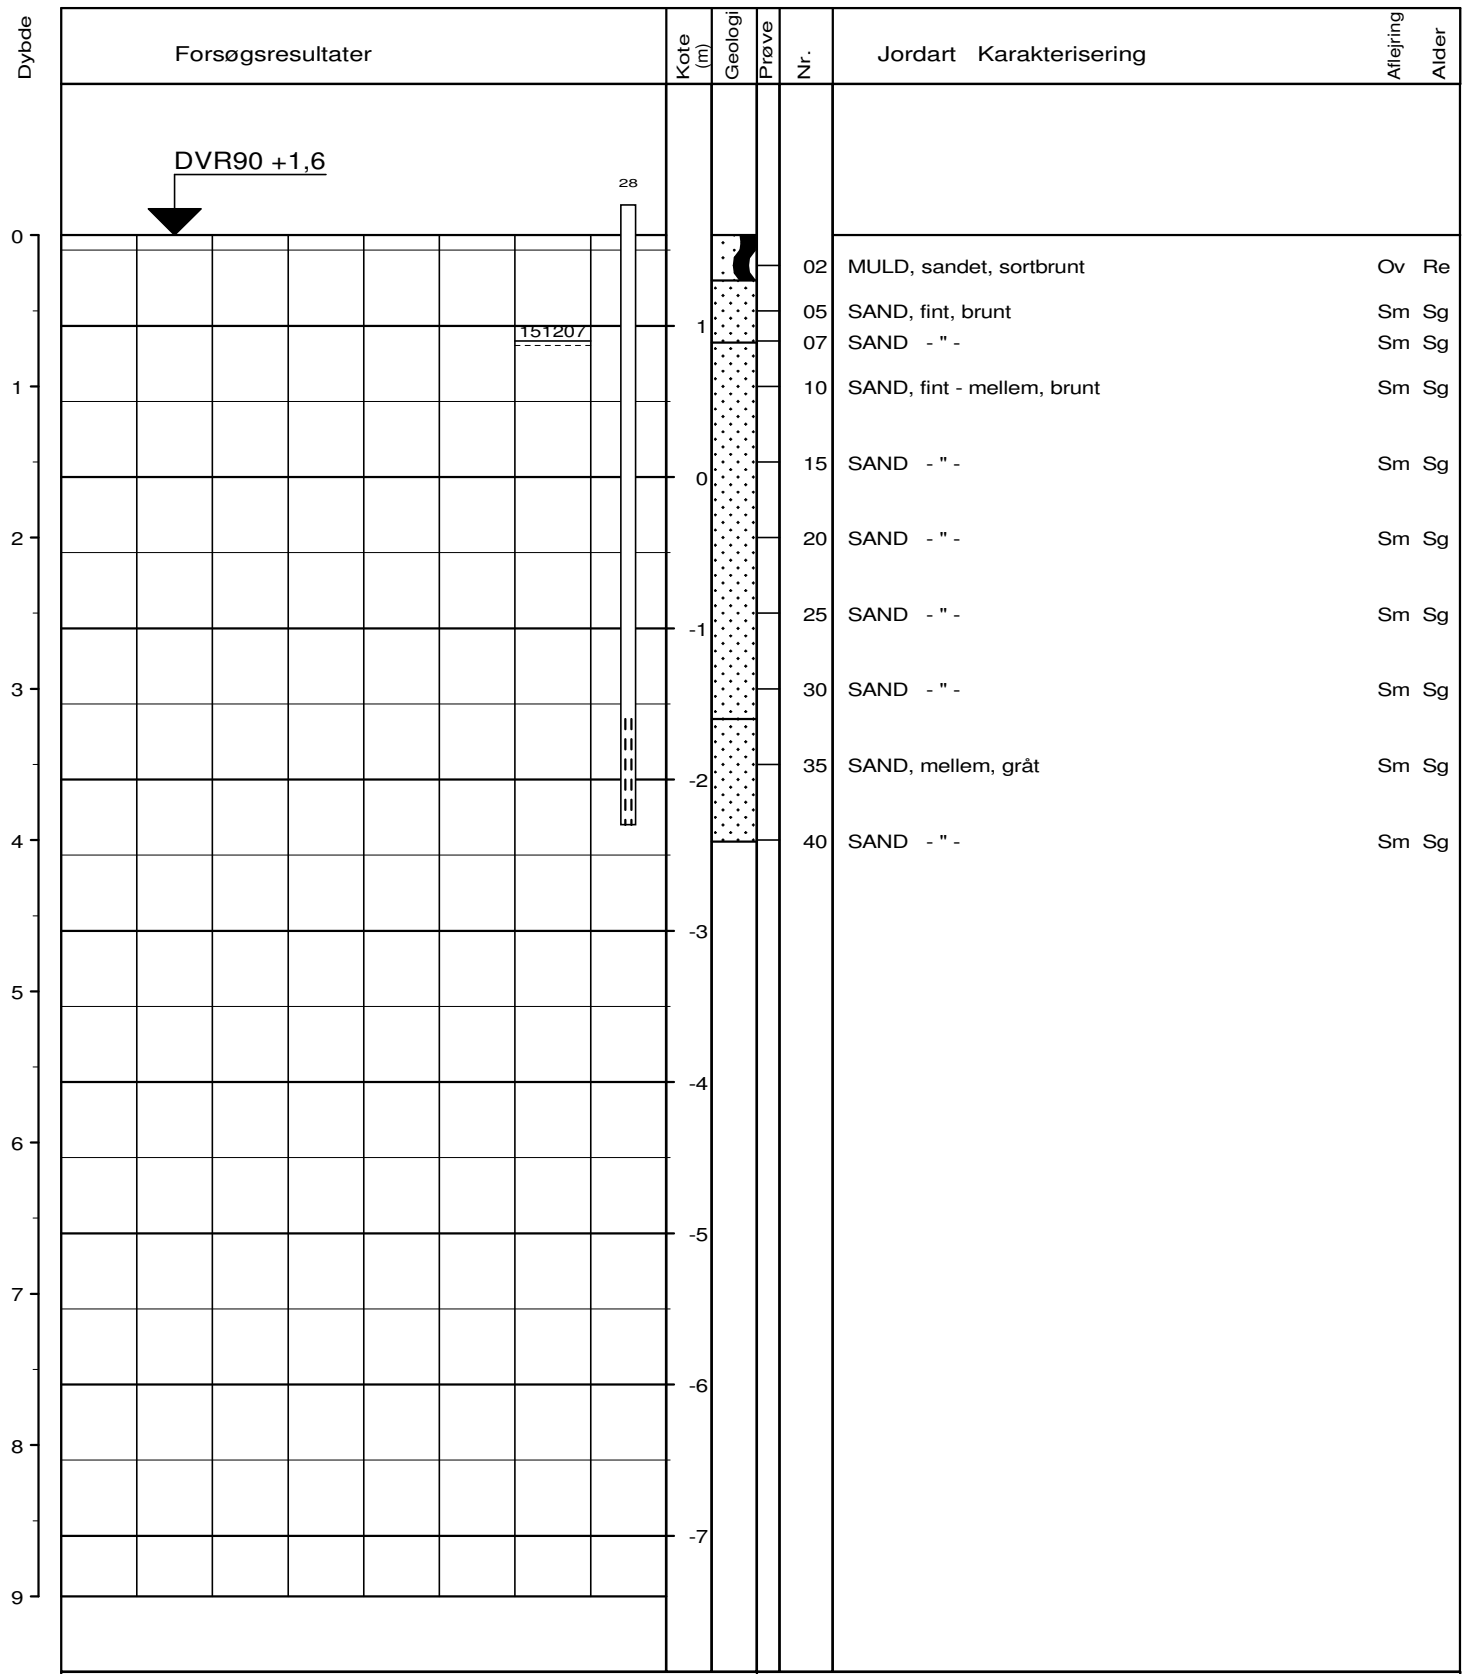 Dybde Forsøgsresultater Kote (m) Geologi Prøve Nr. Jordart Karakterisering Aflejring Alder
DVR90 +1,6
28
0
02 MULD, sandet, sortbrunt Ov Re
05 SAND, fint, brunt Sm Sg
151207 1
07 SAND - " - Sm Sg
1 10 SAND, fint - mellem, brunt Sm Sg
15 SAND - " - Sm Sg
0
2 20 SAND - " - Sm Sg
25 SAND - " - Sm Sg
-1
3 30 SAND - " - Sm Sg
35 SAND, mellem, gråt Sm Sg
-2
4 40 SAND - " - Sm Sg
-3
5
-4
6
-5
7
-6
8
-7
9